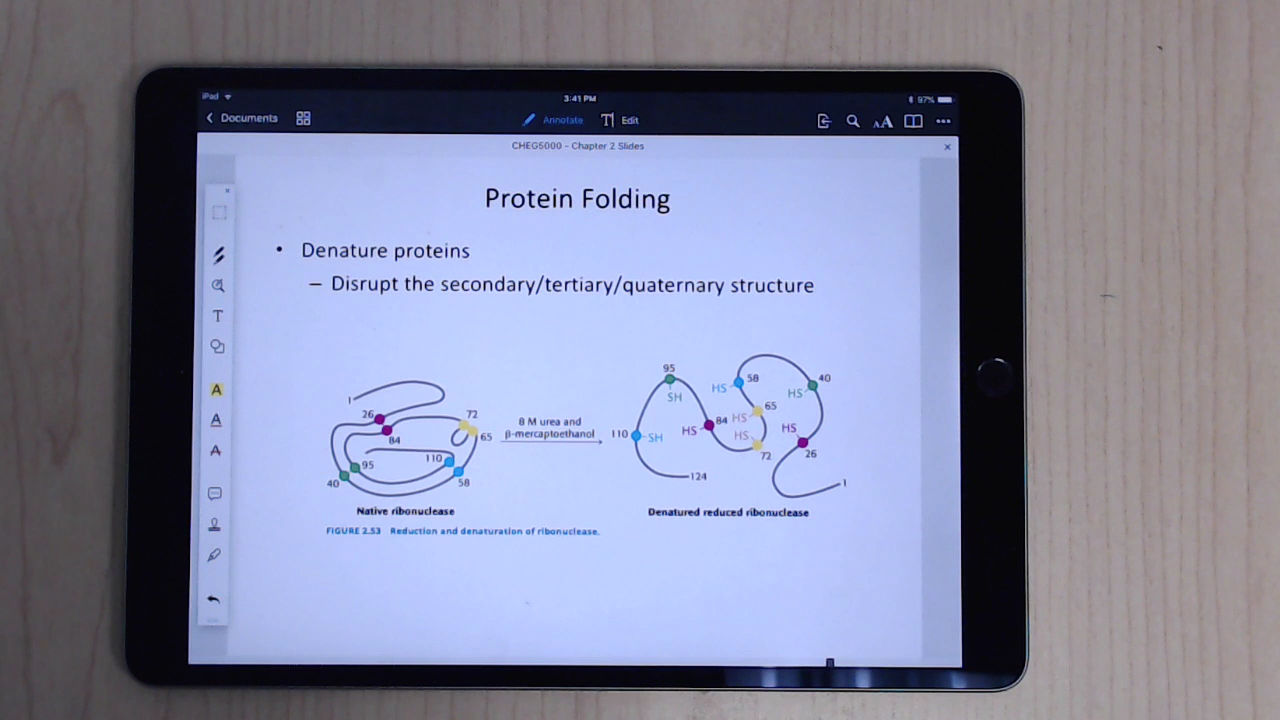 iPad 3:41 PM 97%
Documents Annotate T Edit AA
CHEG5000 - Chapter 2 Slides ×
Protein Folding
• Denature proteins
– Disrupt the secondary/tertiary/quaternary structure
T
A
A
A
1
26
84
72
65
95
110
40
58
Native ribonuclease
8 M urea and
β-mercaptoethanol
95
SH
HS
58
HS
40
110
SH
HS
84
HS
65
HS
72
HS
26
124
1
Denatured reduced ribonuclease
FIGURE 2.53 Reduction and denaturation of ribonuclease.